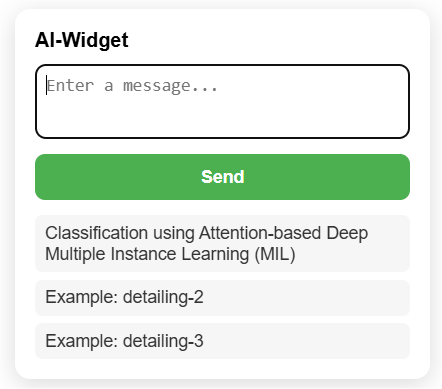 AI-Widget
Enter a message...
Send
Classification using Attention-based Deep
Multiple Instance Learning (MIL)
Example: detailing-2
Example: detailing-3